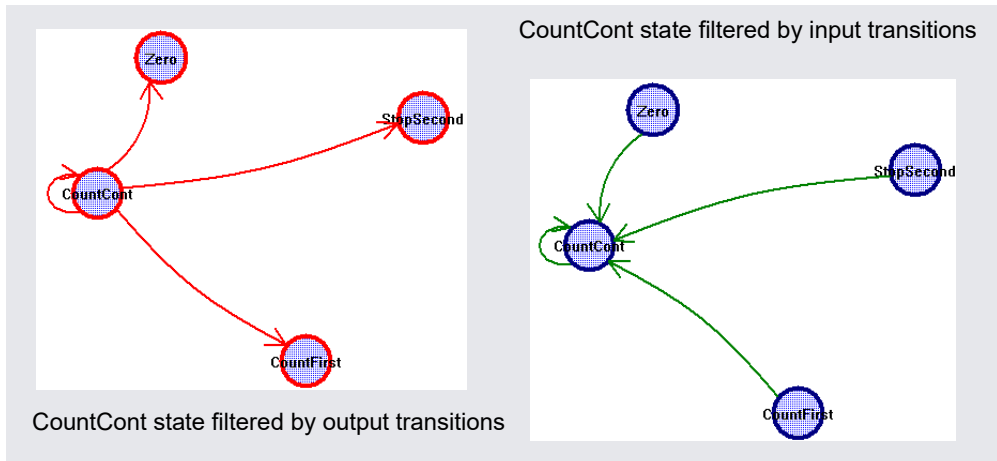 CountCont state filtered by input transitions
Zero
StopSecond
CountCont
CountFirst
CountCont state filtered by output transitions
Zero
StopSecond
CountCont
CountFirst